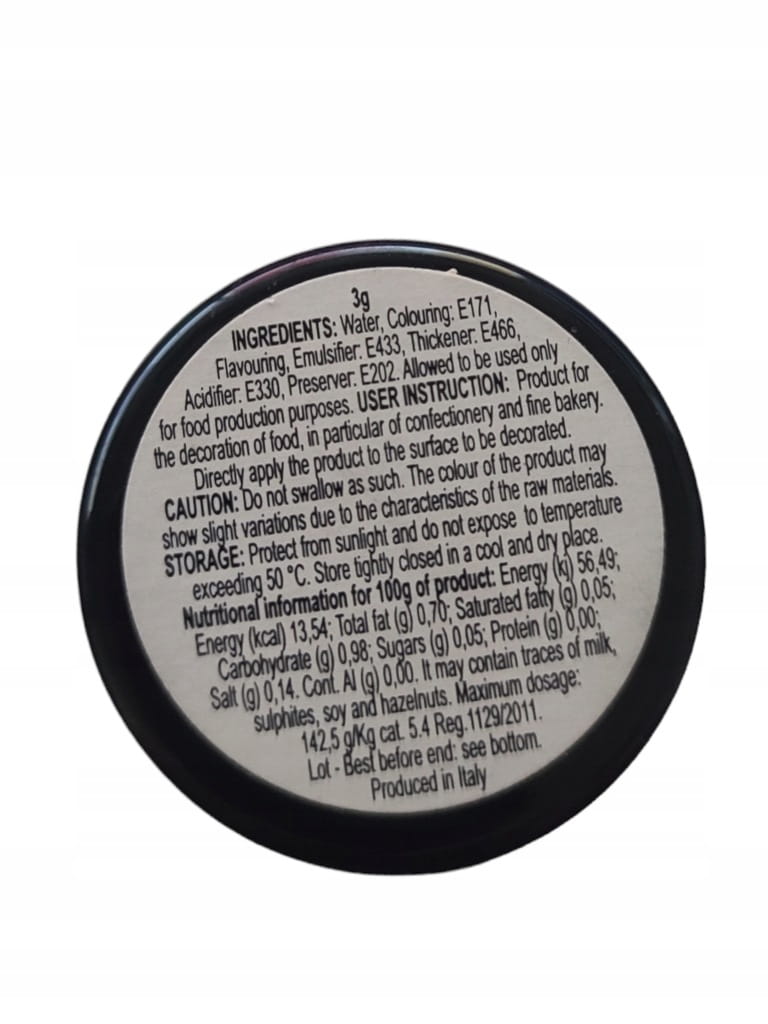 3g
INGREDIENTS: Water, Colouring: E171,
Flavouring, Emulsifier: E433, Thickener: E466,
Acidifier: E330, Preserver: E202. Allowed to be used only
for food production purposes. USER INSTRUCTION: Product for
the decoration of food, in particular of confectionery and fine bakery.
Directly apply the product to the surface to be decorated.
CAUTION: Do not swallow as such. The colour of the product may
show slight variations due to the characteristics of the raw materials.
STORAGE: Protect from sunlight and do not expose to temperature
exceeding 50 °C. Store tightly closed in a cool and dry place.
Nutritional information for 100g of product: Energy (kj) 56,49;
Energy (kcal) 13,54; Total fat (g) 0,70; Saturated fatty (g) 0,05;
Carbohydrate (g) 0,98; Sugars (g) 0,05; Protein (g) 0,00;
Salt (g) 0,14. Cont. Al (g) 0,00. It may contain traces of milk,
sulphites, soy and hazelnuts. Maximum dosage:
142,5 g/Kg cat. 5.4 Reg.1129/2011.
Lot - Best before end: see bottom.
Produced in Italy